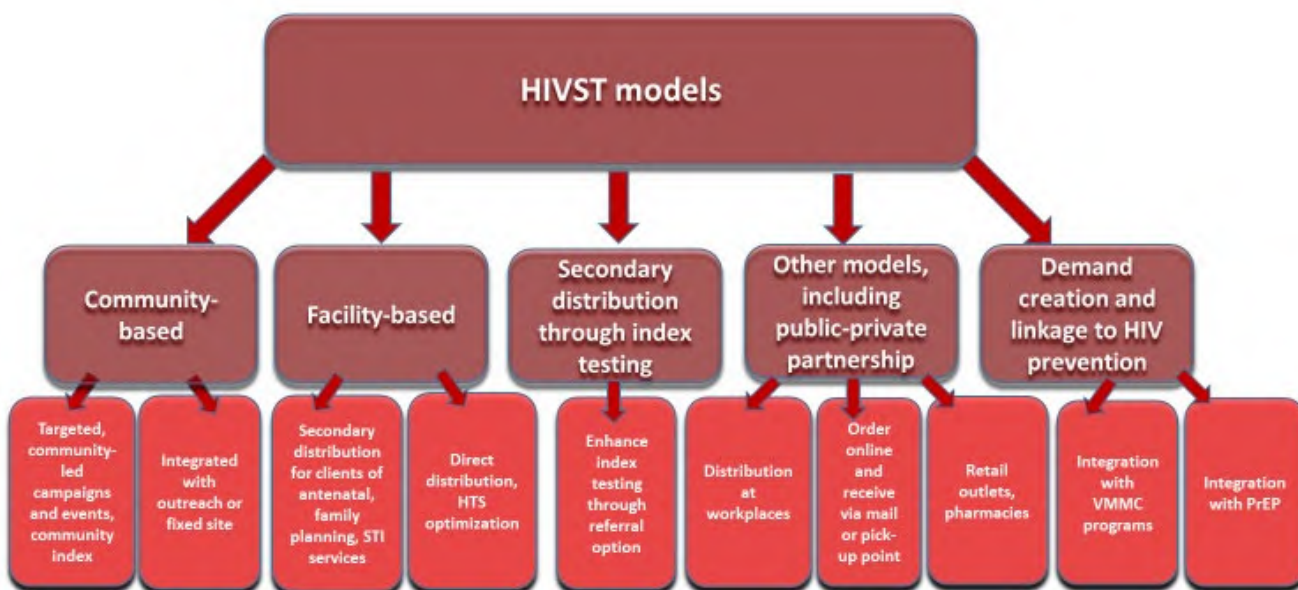 HIVST models
Community-
based
Facility-based
Secondary
distribution
through index
testing
Other models,
including
public-private
partnership
Demand
creation and
linkage to HIV
prevention
Targeted,
community-
led
campaigns
and events,
community
index
Integrated
with
outreach or
fixed site
Secondary
distribution
for clients of
antenatal,
family
planning, STI
services
Direct
distribution,
HTS
optimization
Enhance
index
testing
through
referral
option
Distribution
at
workplaces
Order
online
and
receive
via mail
or pick-
up point
Retail
outlets,
pharmacies
Integration
with
VMMC
programs
Integration
with PrEP